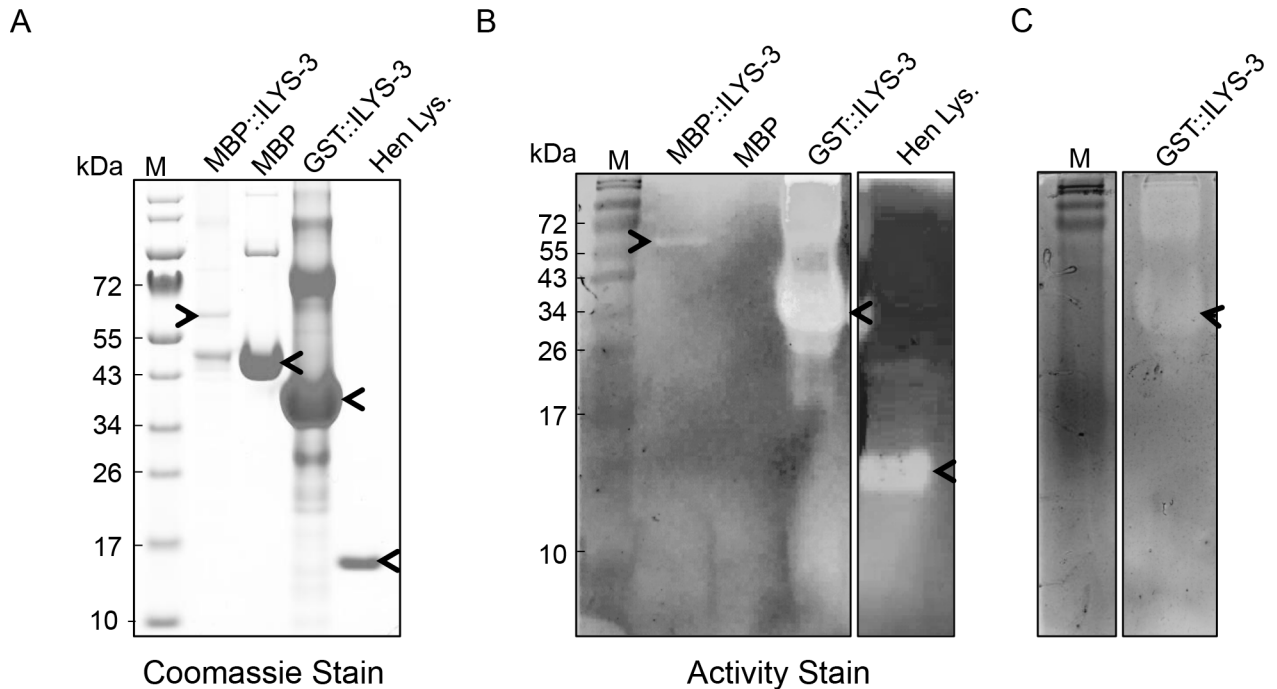 A
kDa M MBP::ILYS-3 MBP GST::ILYS-3 Hen Lys.
72
55
43
34
26
17
10
Coomassie Stain
B
kDa M MBP::ILYS-3 MBP GST::ILYS-3 Hen Lys.
72
55
43
34
26
17
10
Activity Stain
C
M GST::ILYS-3